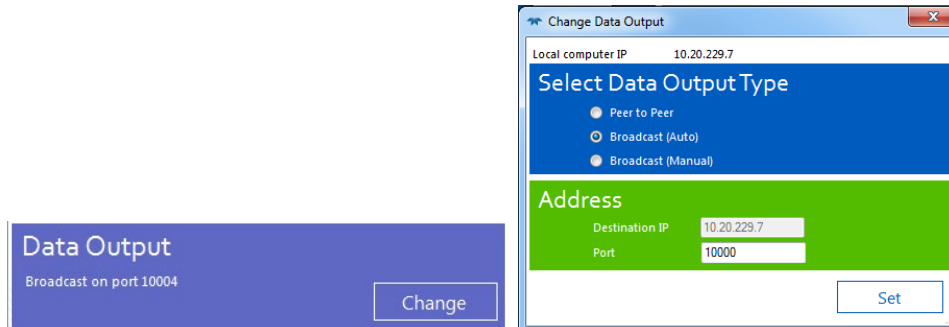 Data Output
Broadcast on port 10004
Change
Change Data Output
x
Local computer IP 10.20.229.7
Select Data Output Type
Peer to Peer
Broadcast (Auto)
Broadcast (Manual)
Address
Destination IP 10.20.229.7
Port 10000
Set